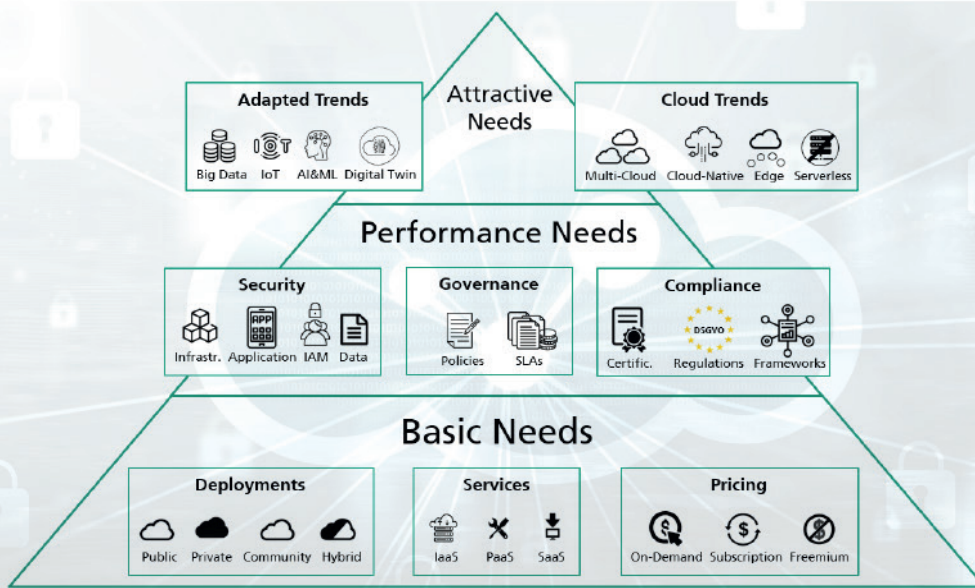 Attractive
Needs
Adapted Trends
Big Data IoT AI&ML Digital Twin
Cloud Trends
Multi-Cloud Cloud-Native Edge Serverless
Performance Needs
Security
APP
Infrastr. Application IAM Data
Governance
Policies SLAs
Compliance
DSGVO
Certific. Regulations Frameworks
Basic Needs
Deployments
Public Private Community Hybrid
Services
IaaS PaaS SaaS
Pricing
On-Demand Subscription Freemium